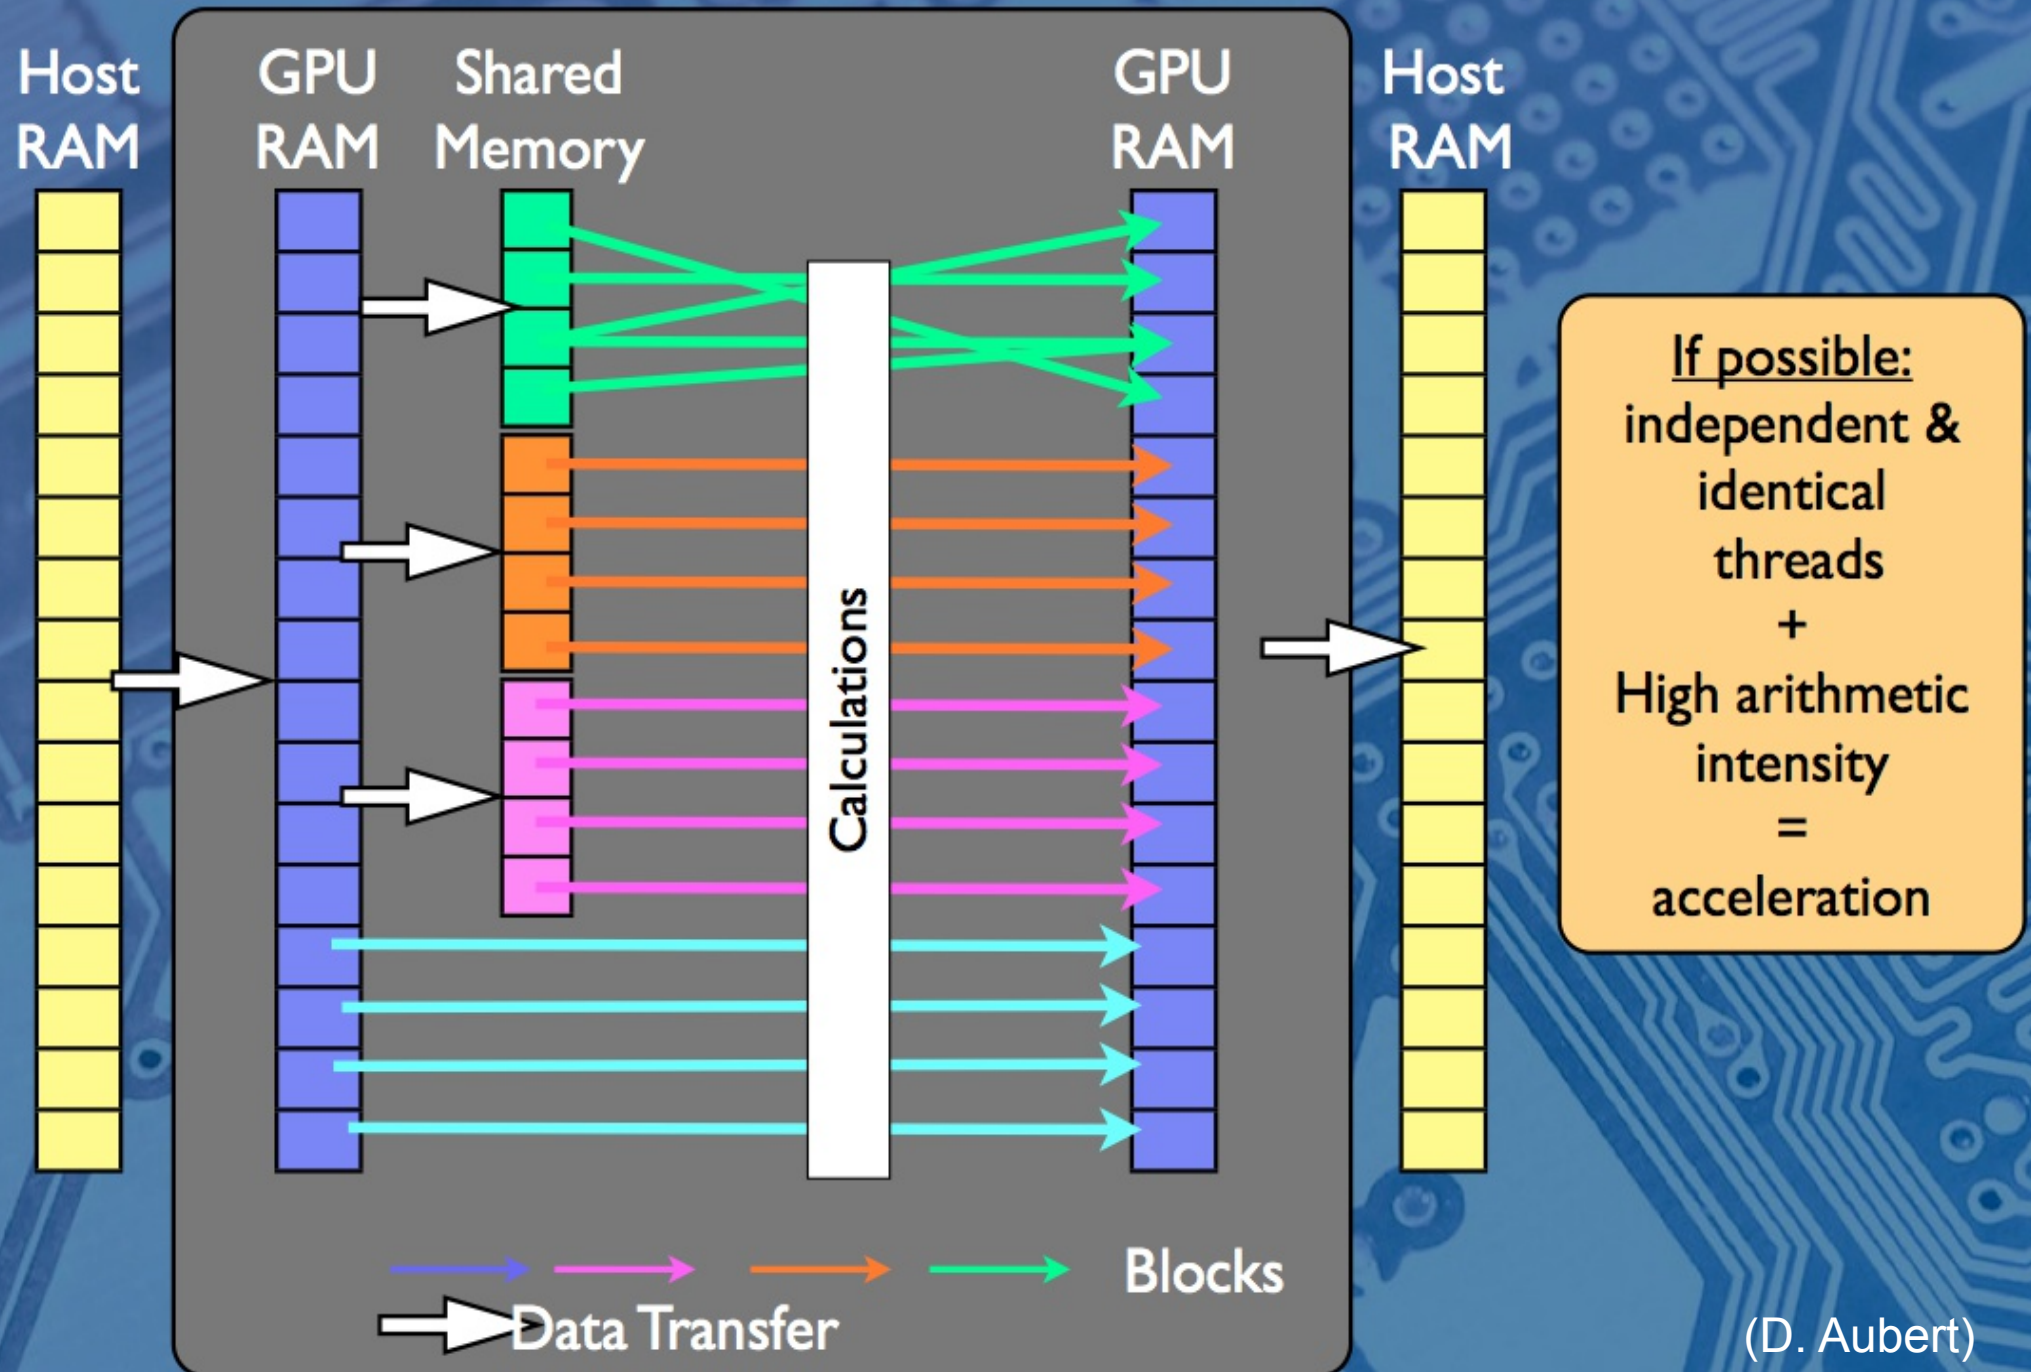 Host
RAM
GPU
RAM
Shared
Memory
GPU
RAM
Host
RAM
Calculations
If possible:
independent &
identical
threads
+
High arithmetic
intensity
=
acceleration
Blocks
Data Transfer
(D. Aubert)